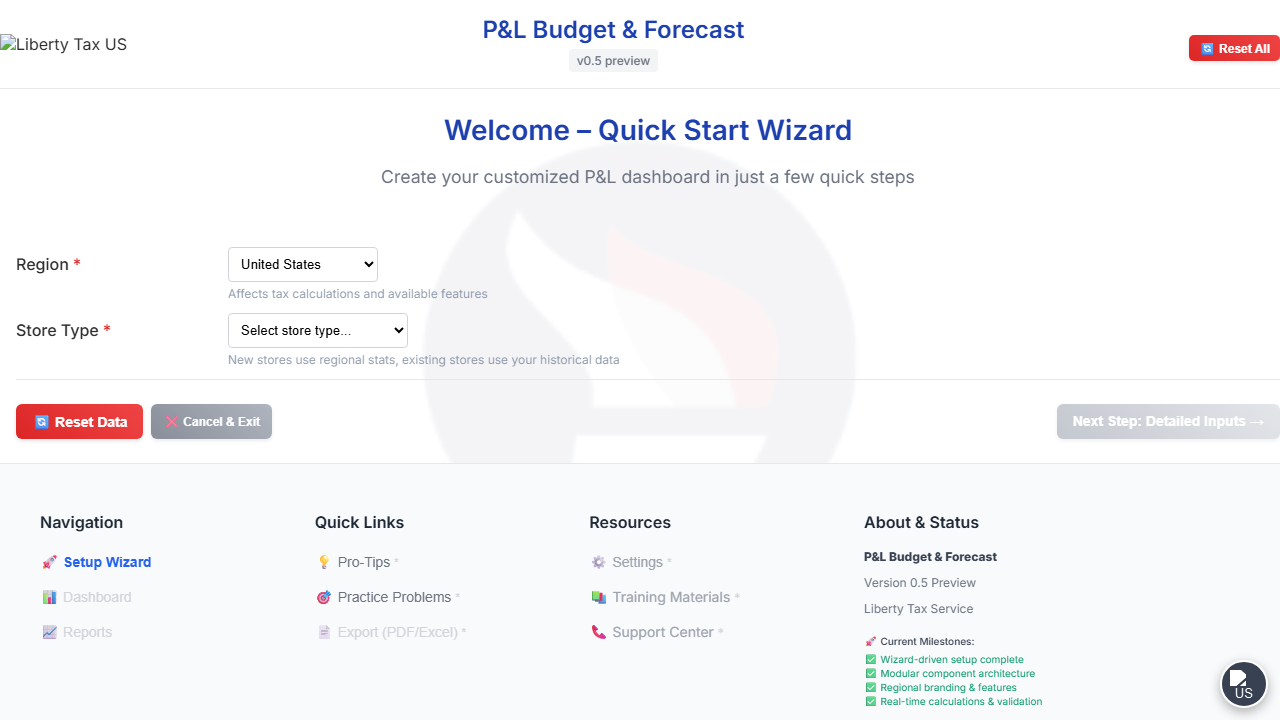 Liberty Tax US
P&L Budget & Forecast
v0.5 preview
🔄 Reset All
Welcome – Quick Start Wizard
Create your customized P&L dashboard in just a few quick steps
Region *
United States
Affects tax calculations and available features
Store Type *
Select store type...
New stores use regional stats, existing stores use your historical data
🔄 Reset Data
❌ Cancel & Exit
Next Step: Detailed Inputs →
Navigation
🚀 Setup Wizard
📊 Dashboard
📈 Reports
Quick Links
💡 Pro-Tips *
🎯 Practice Problems *
📄 Export (PDF/Excel) *
Resources
⚙️ Settings *
📚 Training Materials *
📞 Support Center *
About & Status
P&L Budget & Forecast
Version 0.5 Preview
Liberty Tax Service
🚀 Current Milestones:
✅ Wizard-driven setup complete
✅ Modular component architecture
✅ Regional branding & features
✅ Real-time calculations & validation
US